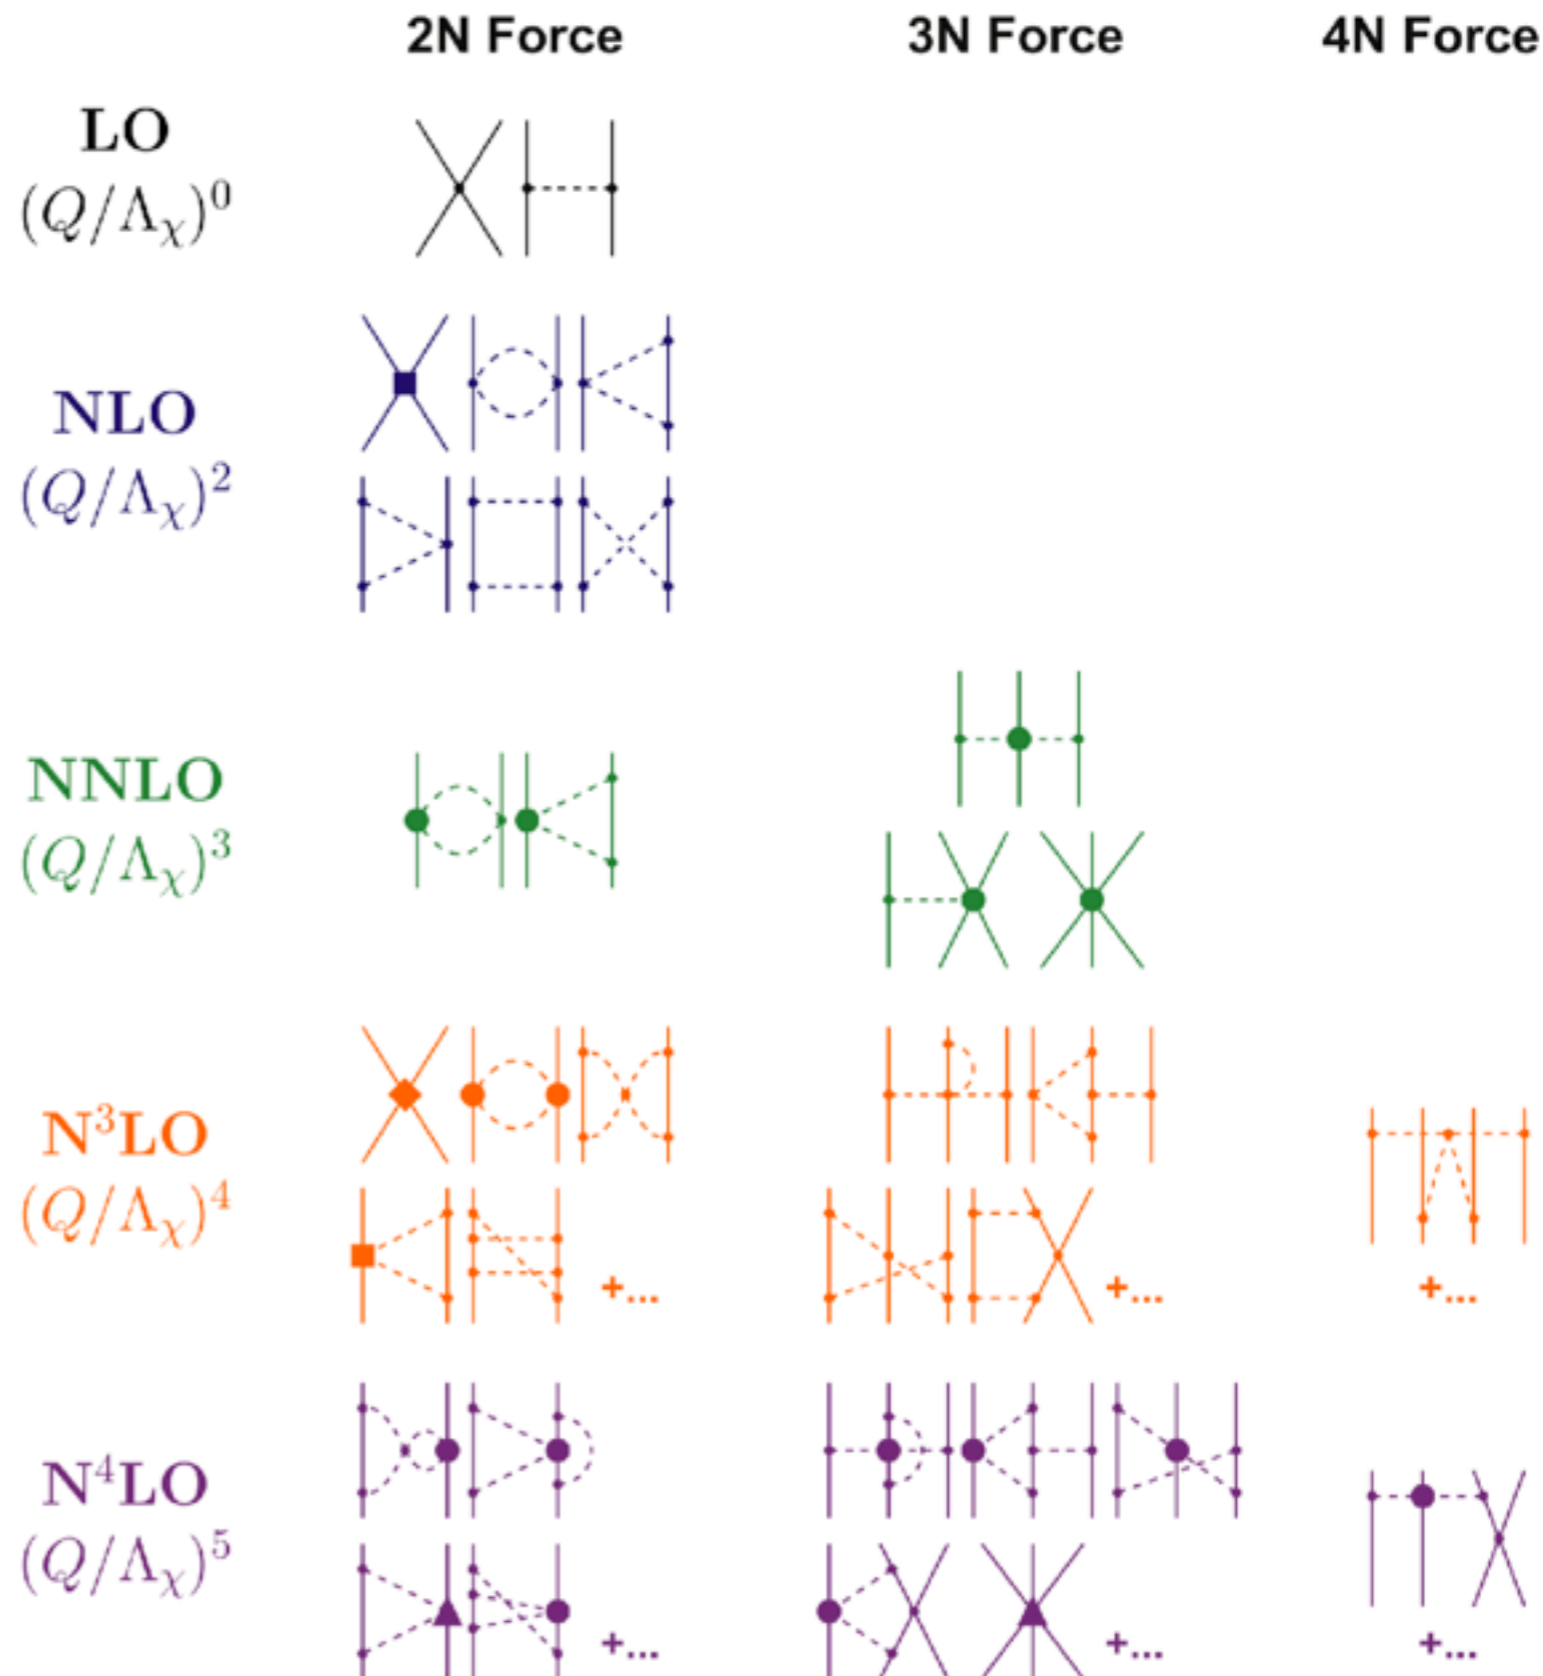 2N Force 3N Force 4N Force
LO
(Q/Λχ)⁰
NLO
(Q/Λχ)²
NNLO
(Q/Λχ)³
N³LO
(Q/Λχ)⁴
+... +... +...
N⁴LO
(Q/Λχ)⁵
+... +... +...